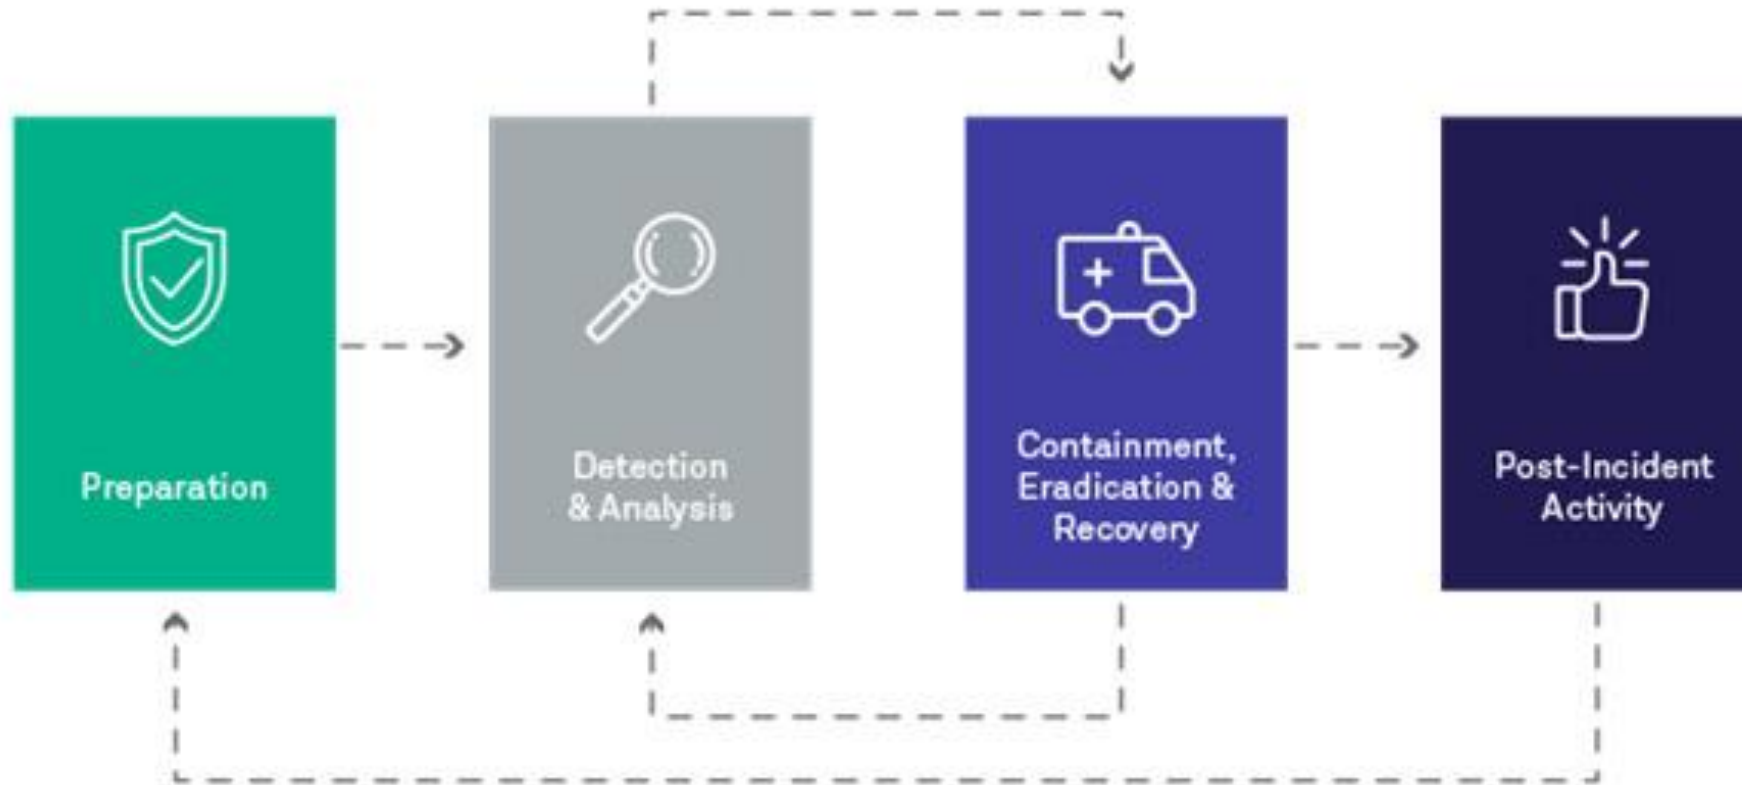 Preparation
Detection
& Analysis
Containment,
Eradication &
Recovery
Post-Incident
Activity